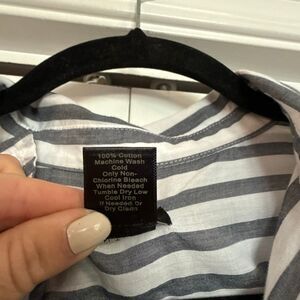 100% Cotton
Machine Wash
Cold
Only Non-
Chlorine Bleach
When Needed
Tumble Dry Low
Cool Iron
If Needed Or
Dry Clean